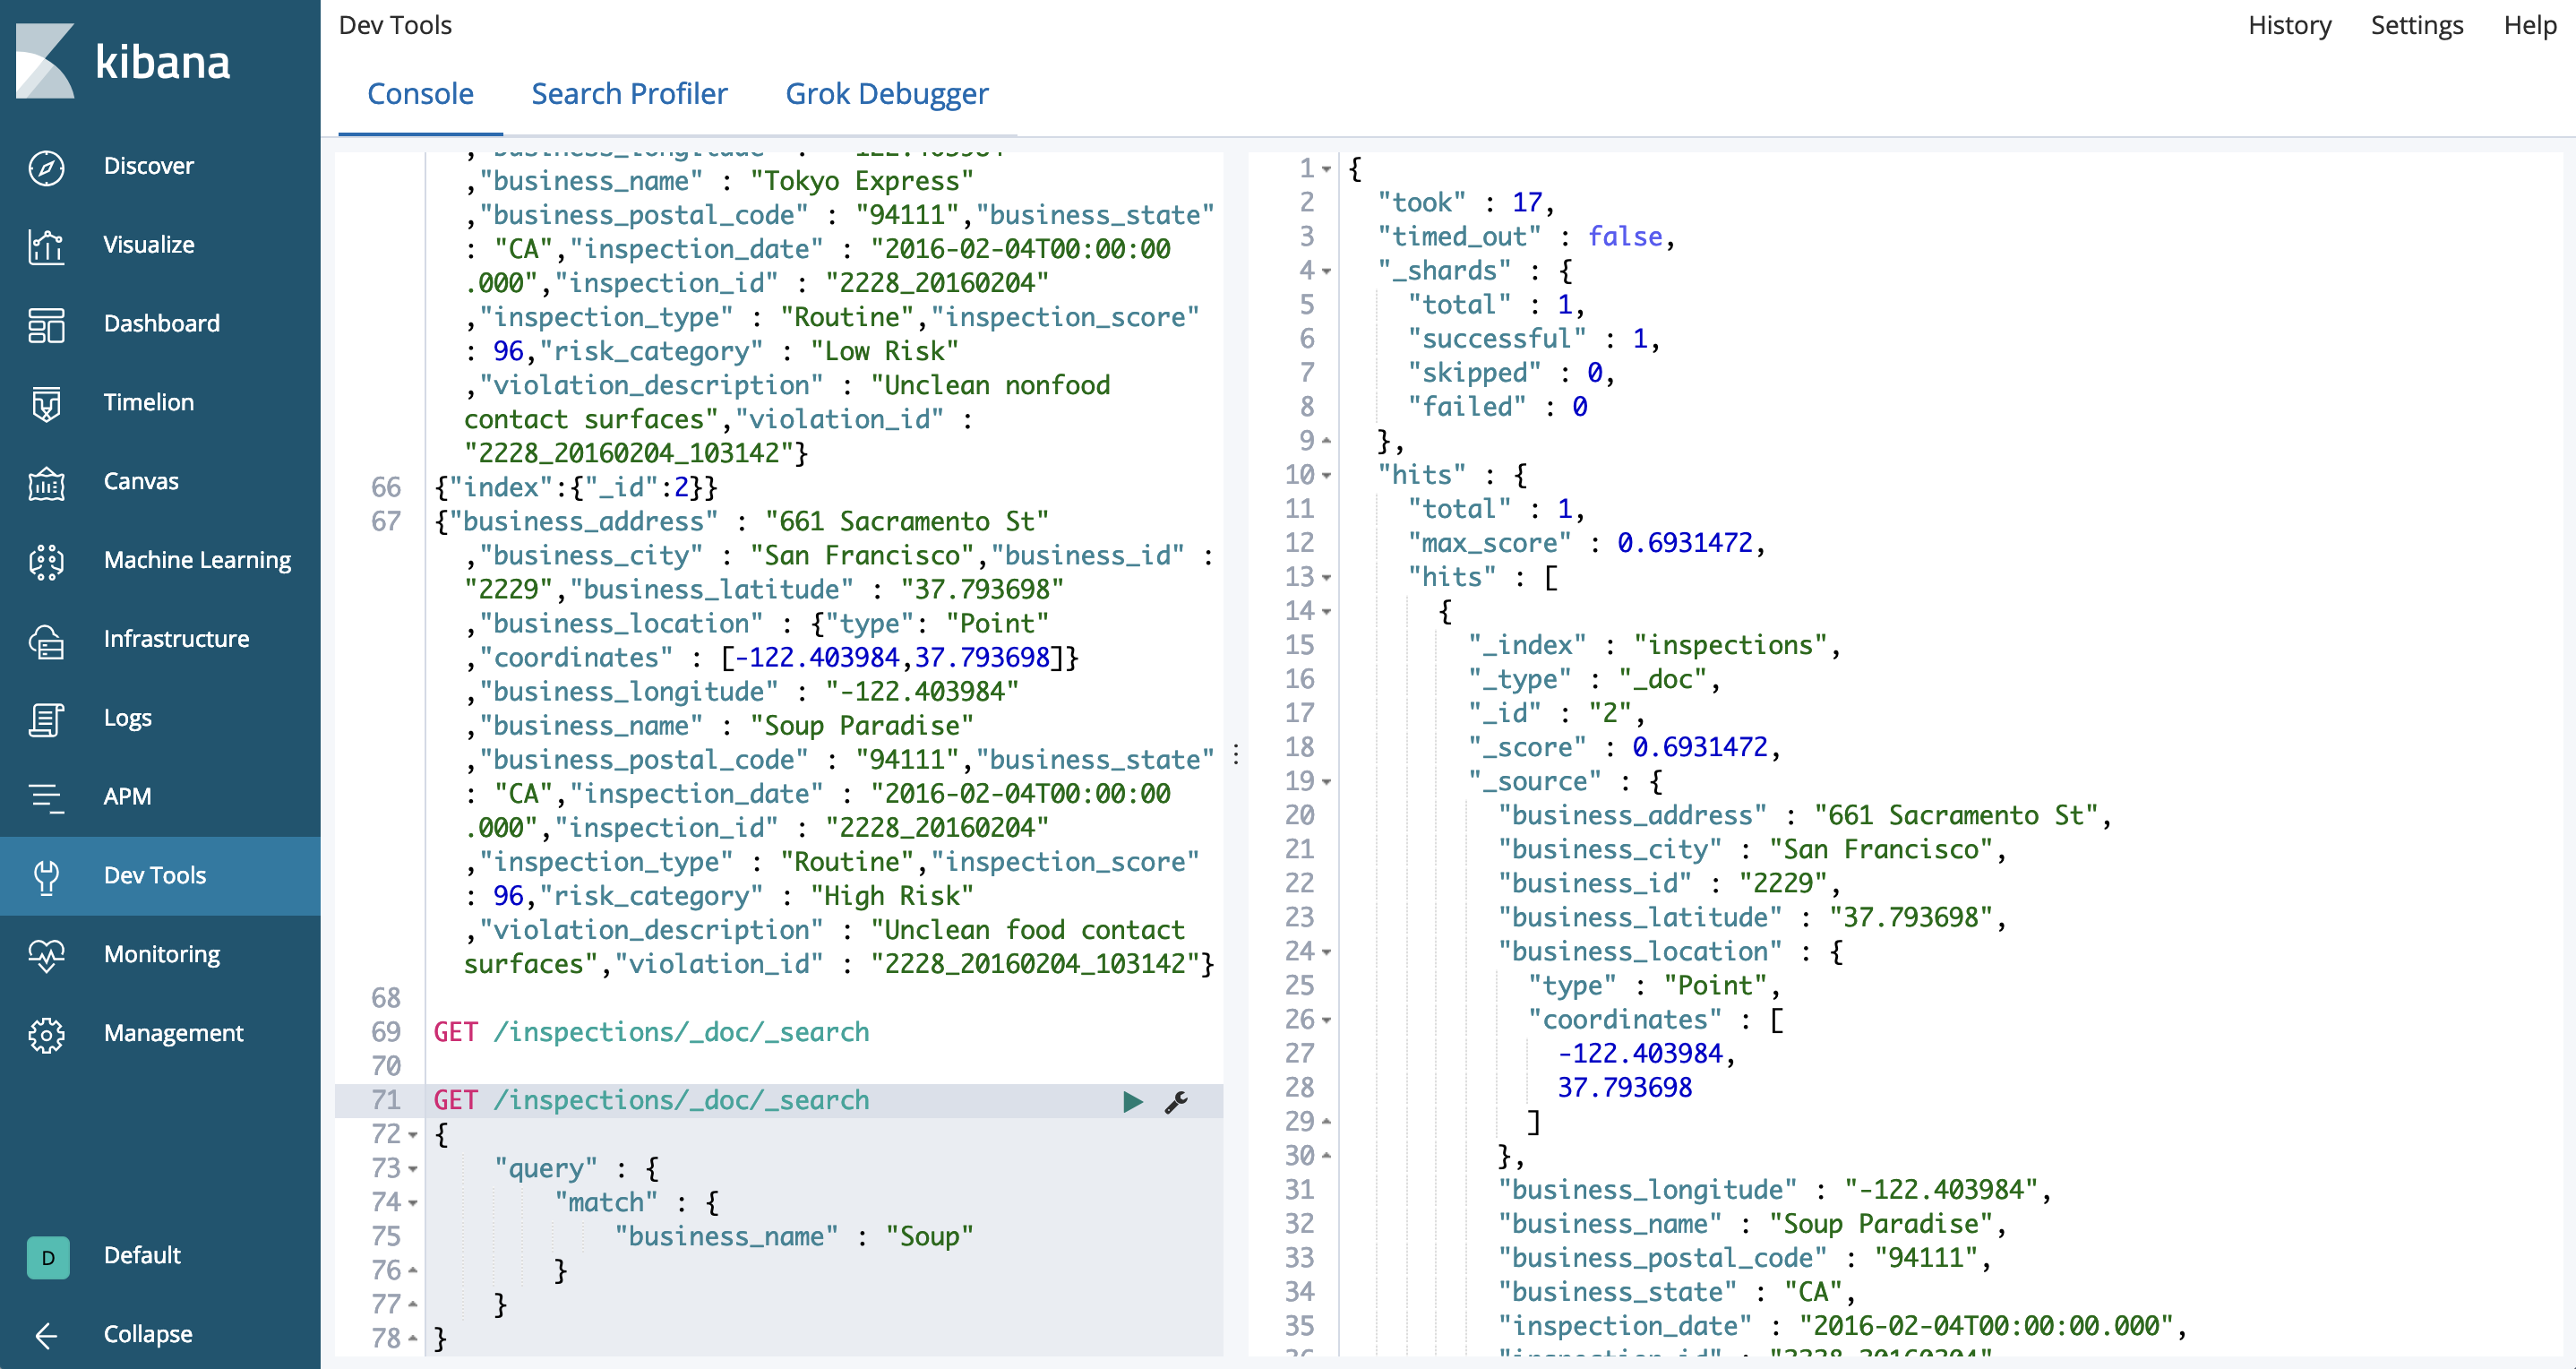 kibana
Discover
Visualize
Dashboard
Timelion
Canvas
Machine Learning
Infrastructure
Logs
APM
Dev Tools
Monitoring
Management
D Default
Collapse
Dev Tools
History Settings Help
Console Search Profiler Grok Debugger
,"business_name" : "Tokyo Express"
,"business_postal_code" : "94111","business_state"
: "CA","inspection_date" : "2016-02-04T00:00:00
.000","inspection_id" : "2228_20160204"
,"inspection_type" : "Routine","inspection_score"
: 96,"risk_category" : "Low Risk"
,"violation_description" : "Unclean nonfood
contact surfaces","violation_id" :
"2228_20160204_103142"}
66 {"index":{"_id":2}}
67 {"business_address" : "661 Sacramento St"
,"business_city" : "San Francisco","business_id" :
"2229","business_latitude" : "37.793698"
,"business_location" : {"type": "Point"
,"coordinates" : [-122.403984,37.793698]}
,"business_longitude" : "-122.403984"
,"business_name" : "Soup Paradise"
,"business_postal_code" : "94111","business_state"
: "CA","inspection_date" : "2016-02-04T00:00:00
.000","inspection_id" : "2228_20160204"
,"inspection_type" : "Routine","inspection_score"
: 96,"risk_category" : "High Risk"
,"violation_description" : "Unclean food contact
surfaces","violation_id" : "2228_20160204_103142"}
68
69 GET /inspections/_doc/_search
70
71 GET /inspections/_doc/_search
72 {
73 "query" : {
74 "match" : {
75 "business_name" : "Soup"
76 }
77 }
78 }
1 {
2 "took" : 17,
3 "timed_out" : false,
4 "_shards" : {
5 "total" : 1,
6 "successful" : 1,
7 "skipped" : 0,
8 "failed" : 0
9 },
10 "hits" : {
11 "total" : 1,
12 "max_score" : 0.6931472,
13 "hits" : [
14 {
15 "_index" : "inspections",
16 "_type" : "_doc",
17 "_id" : "2",
18 "_score" : 0.6931472,
19 "_source" : {
20 "business_address" : "661 Sacramento St",
21 "business_city" : "San Francisco",
22 "business_id" : "2229",
23 "business_latitude" : "37.793698",
24 "business_location" : {
25 "type" : "Point",
26 "coordinates" : [
27 -122.403984,
28 37.793698
29 ]
30 },
31 "business_longitude" : "-122.403984",
32 "business_name" : "Soup Paradise",
33 "business_postal_code" : "94111",
34 "business_state" : "CA",
35 "inspection_date" : "2016-02-04T00:00:00.000",